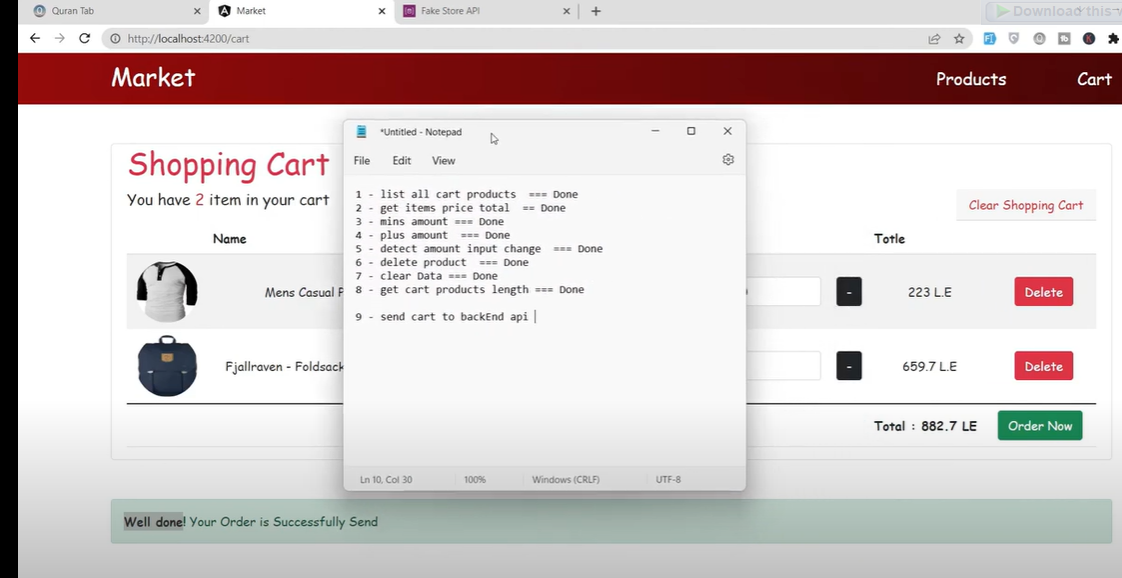 Quran Tab
Market
Fake Store API
Download this
http://localhost:4200/cart
Market
Products
Cart
*Untitled - Notepad
File
Edit
View
Shopping Cart
You have 2 item in your cart
Clear Shopping Cart
1 - list all cart products === Done
2 - get items price total == Done
3 - mins amount === Done
4 - plus amount === Done
5 - detect amount input change === Done
6 - delete product === Done
7 - clear Data === Done
8 - get cart products length === Done
9 - send cart to backEnd api
Name
Totle
Mens Casual P
-
223 L.E
Delete
Fjallraven - Foldsack
-
659.7 L.E
Delete
Total : 882.7 LE
Order Now
Ln 10, Col 30
100%
Windows (CRLF)
UTF-8
Well done! Your Order is Successfully Send